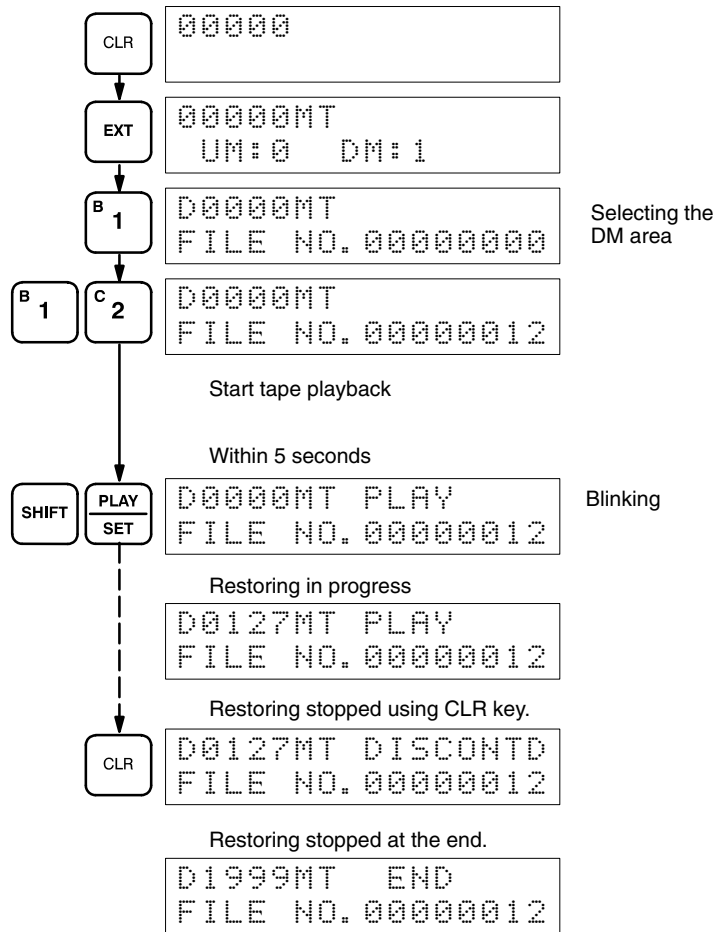 CLR
00000
EXT
00000MT
UM:0 DM:1
B
1
D0000MT
FILE NO.00000000
Selecting the
DM area
B
1
C
2
D0000MT
FILE NO.00000012
Start tape playback
Within 5 seconds
SHIFT
PLAY
SET
D0000MT PLAY
FILE NO.00000012
Blinking
Restoring in progress
D0127MT PLAY
FILE NO.00000012
Restoring stopped using CLR key.
CLR
D0127MT DISCONTD
FILE NO.00000012
Restoring stopped at the end.
D1999MT END
FILE NO.00000012